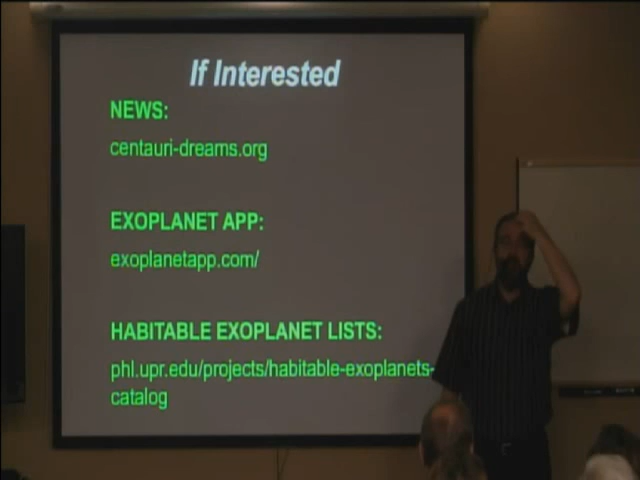 If Interested
NEWS:
centauri-dreams.org
EXOPLANET APP:
exoplanetapp.com/
HABITABLE EXOPLANET LISTS:
phl.upr.edu/projects/habitable-exoplanets-
catalog